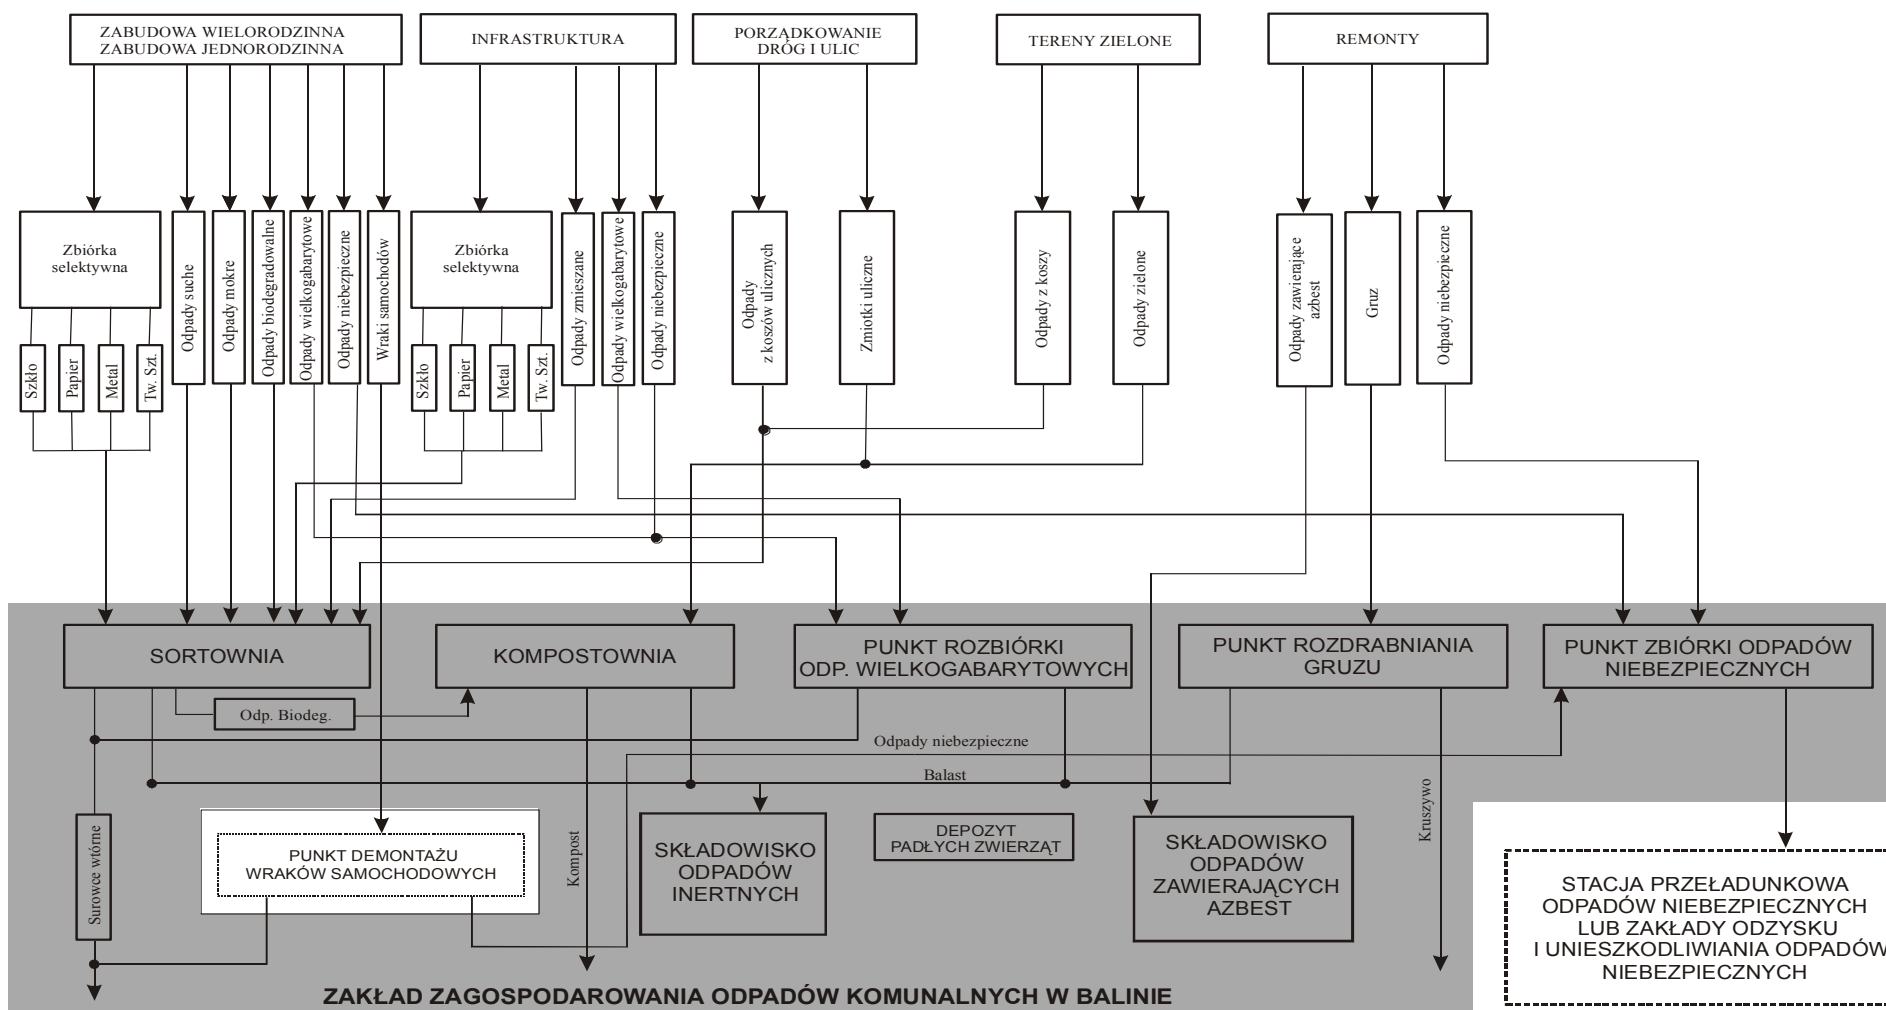 ZABUDOWA WIELORODZINNA
ZABUDOWA JEDNORODZINNA
INFRASTRUKTURA
PORZĄDKOWANIE
DRÓG I ULIC
TERENY ZIELONE
REMONTY
Zbiórka
selektywna
Odpady suche
Odpady mokre
Odpady biodegradowalne
Odpady wielkogabarytowe
Odpady niebezpieczne
Wraki samochodów
Zbiórka
selektywna
Odpady zmieszane
Odpady wielkogabarytowe
Odpady niebezpieczne
Odpady
z koszów ulicznych
Zmiotki uliczne
Odpady z koszy
Odpady zielone
Odpady zawierające
azbest
Gruz
Odpady niebezpieczne
Szkło
Papier
Metal
Tw. Szt.
Szkło
Papier
Metal
Tw. Szt.
SORTOWNIA
KOMPOSTOWNIA
PUNKT ROZBIÓRKI
ODP. WIELKOGABARYTOWYCH
PUNKT ROZDRABNIANIA
GRUZU
PUNKT ZBIÓRKI ODPADÓW
NIEBEZPIECZNYCH
Odp. Biodeg.
Odpady niebezpieczne
Balast
Surowce wtórne
PUNKT DEMONTAŻU
WRAKÓW SAMOCHODOWYCH
Kompost
SKŁADOWISKO
ODPADÓW
INERTNYCH
DEPOZYT
PADŁYCH ZWIERZĄT
SKŁADOWISKO
ODPADÓW
ZAWIERAJĄCYCH
AZBEST
Kruszywo
STACJA PRZEŁADUNKOWA
ODPADÓW NIEBEZPIECZNYCH
LUB ZAKŁADY ODZYSKU
I UNIESZKODLIWIANIA ODPADÓW
NIEBEZPIECZNYCH
ZAKŁAD ZAGOSPODAROWANIA ODPADÓW KOMUNALNYCH W BALINIE